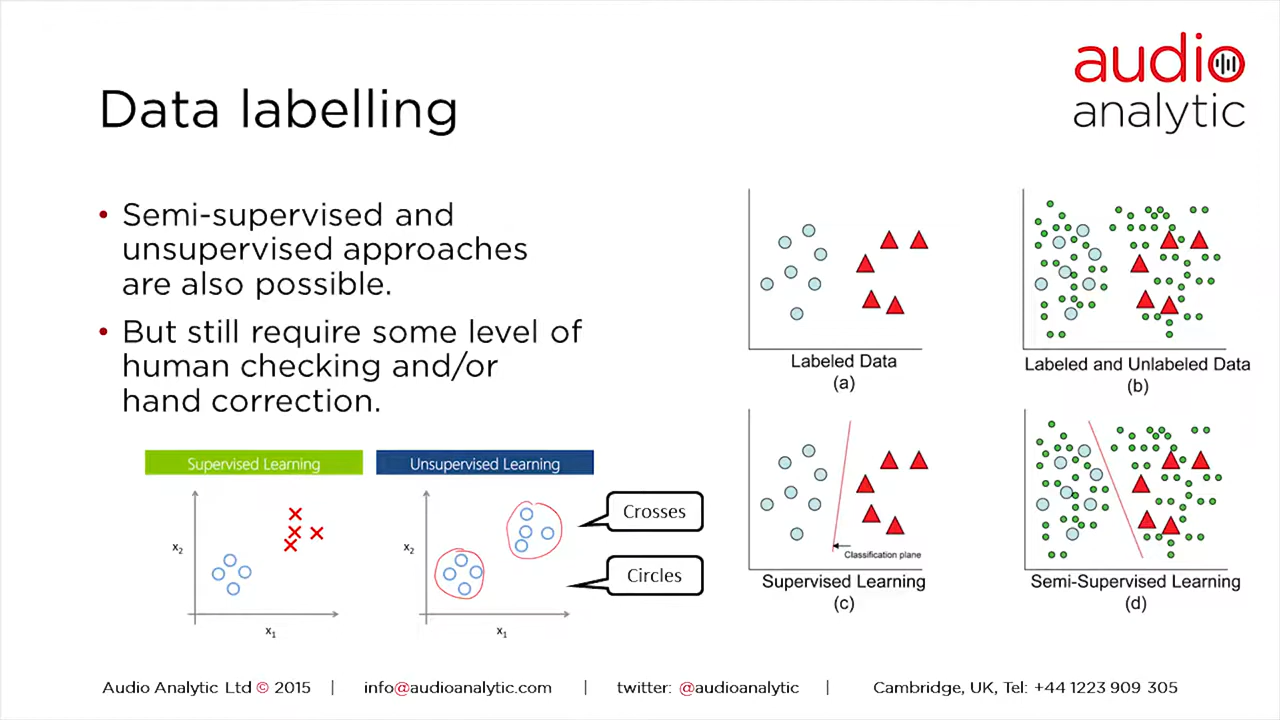 audio
analytic
Data labelling
• Semi-supervised and
unsupervised approaches
are also possible.
• But still require some level of
human checking and/or
hand correction.
Supervised Learning
x₂
x₁
Unsupervised Learning
x₂
x₁
Crosses
Circles
Labeled Data
(a)
Labeled and Unlabeled Data
(b)
Classification plane
Supervised Learning
(c)
Semi-Supervised Learning
(d)
Audio Analytic Ltd © 2015 | info@audioanalytic.com | twitter: @audioanalytic | Cambridge, UK, Tel: +44 1223 909 305